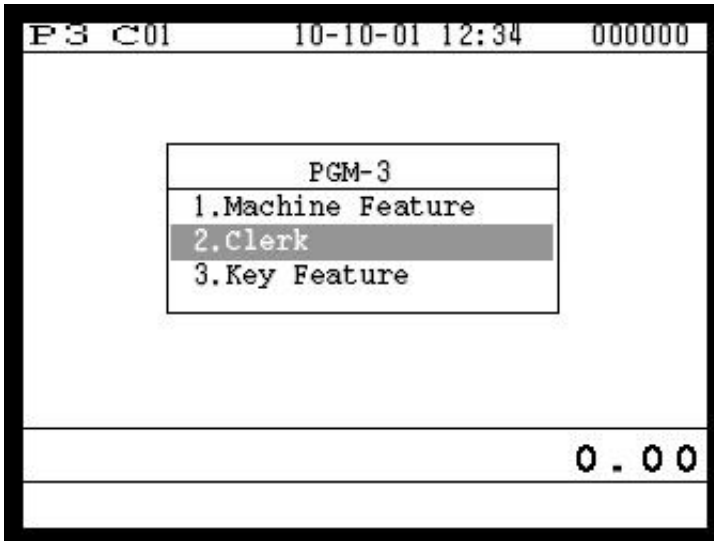 P3 C01 10-10-01 12:34 000000
PGM-3
1.Machine Feature
2.Clerk
3.Key Feature
0.00